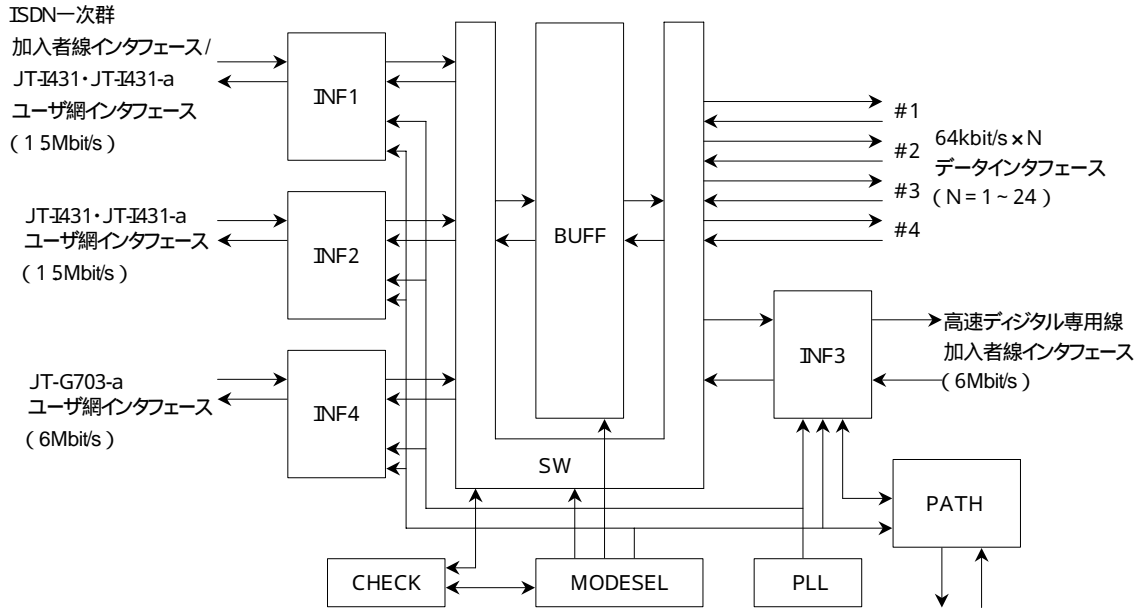 ISDN一次群
加入者線インタフェース/
JT-I431・JT-I431-a
ユーザ網インタフェース
(1 5Mbit/s)
INF1
JT-I431・JT-I431-a
ユーザ網インタフェース
(1 5Mbit/s)
INF2
JT-G703-a
ユーザ網インタフェース
(6Mbit/s)
INF4
BUFF
SW
#1
#2
#3
#4
64kbit/s×N
データインタフェース
(N=1~24)
INF3
高速ディジタル専用線
加入者線インタフェース
(6Mbit/s)
PATH
CHECK
MODESEL
PLL